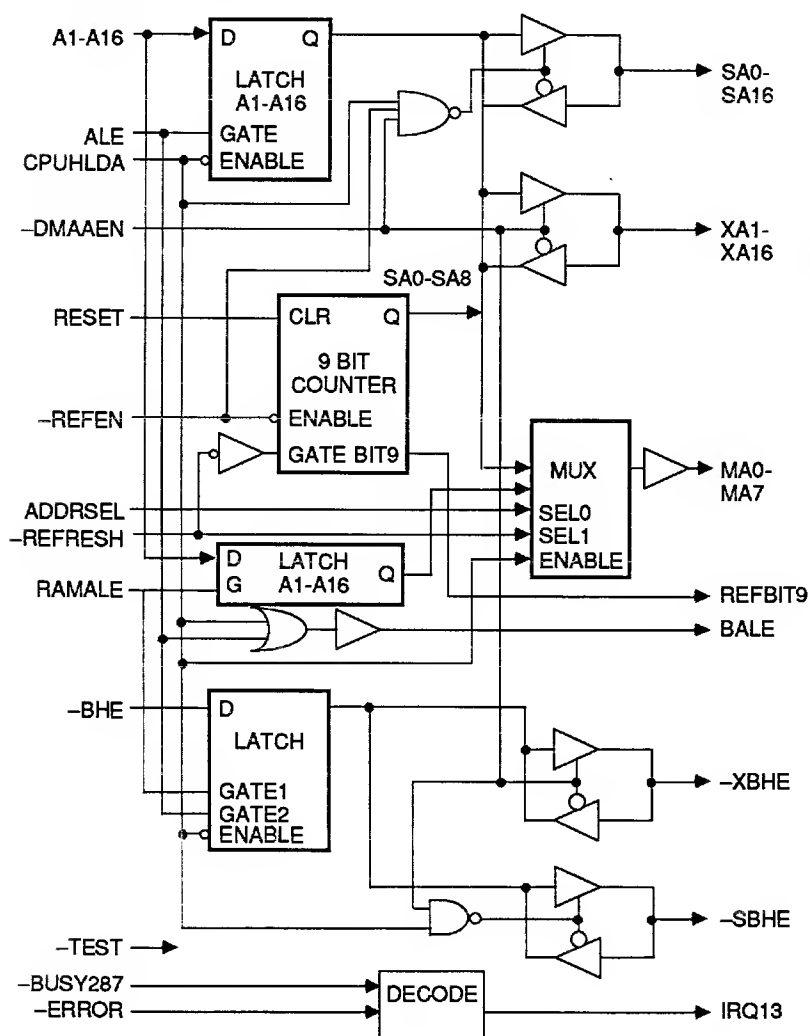 A1-A16
D Q
LATCH
A1-A16
GATE
ENABLE
ALE
CPUHLDA
–DMAAEN
SA0-
SA16
XA1-
XA16
SA0-SA8
RESET
CLR Q
9 BIT
COUNTER
–REFEN
ENABLE
GATE BIT9
MUX
SEL0
SEL1
ENABLE
MA0-
MA7
ADDRSEL
–REFRESH
D LATCH
G A1-A16 Q
RAMALE
REFBIT9
BALE
–BHE
D
LATCH
GATE1
GATE2
ENABLE
–XBHE
–SBHE
–TEST
–BUSY287
–ERROR
DECODE
IRQ13